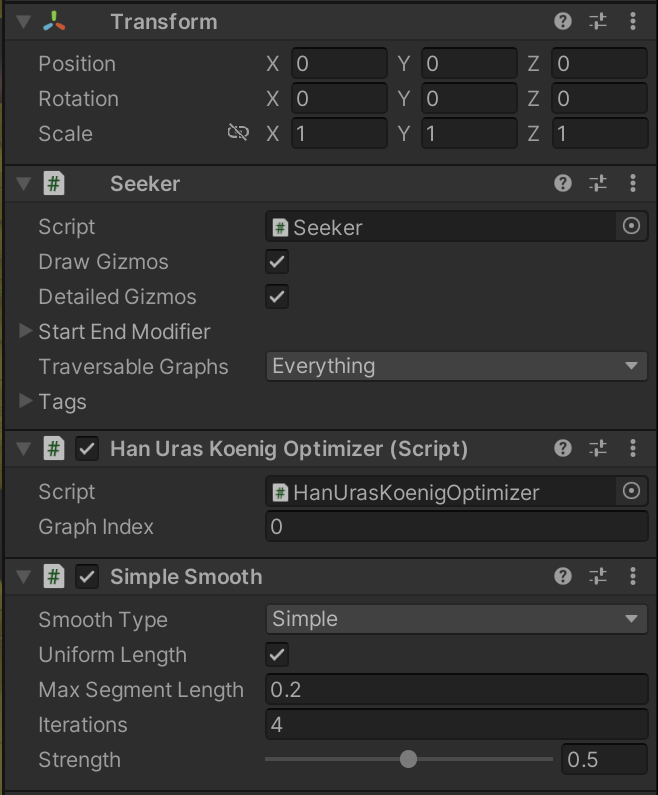 Transform
Position X 0 Y 0 Z 0
Rotation X 0 Y 0 Z 0
Scale X 1 Y 1 Z 1
# Seeker
Script # Seeker
Draw Gizmos
Detailed Gizmos
Start End Modifier
Traversable Graphs Everything
Tags
# Han Uras Koenig Optimizer (Script)
Script # HanUrasKoenigOptimizer
Graph Index 0
# Simple Smooth
Smooth Type Simple
Uniform Length
Max Segment Length 0.2
Iterations 4
Strength 0.5